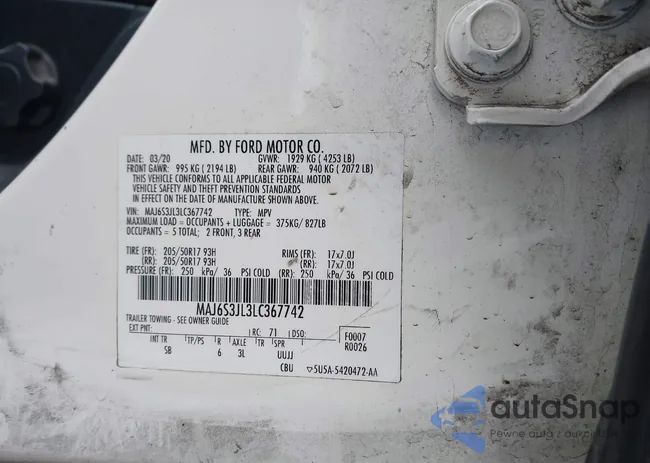 MFD. BY FORD MOTOR CO.
DATE: 03/20 GVWR: 1929 KG ( 4253 LB)
FRONT GAWR: 995 KG ( 2194 LB) REAR GAWR: 940 KG ( 2072 LB)
THIS VEHICLE CONFORMS TO ALL APPLICABLE FEDERAL MOTOR
VEHICLE SAFETY AND THEFT PREVENTION STANDARDS
IN EFFECT ON THE DATE OF MANUFACTURE SHOWN ABOVE.
VIN: MAJ6S3JL3LC367742 TYPE: MPV
MAXIMUM LOAD = OCCUPANTS + LUGGAGE = 375KG/ 827LB
OCCUPANTS = 5 TOTAL; 2 FRONT, 3 REAR
TIRE (FR): 205/50R17 93H RIMS (FR): 17x7.0J
(RR): 205/50R17 93H (RR): 17x7.0J
PRESSURE (FR): 250 kPa/ 36 PSI COLD (RR): 250 kPa/ 36 PSI COLD
MAJ6S3JL3LC367742
TRAILER TOWING - SEE OWNER GUIDE
EXT PNT: RC: 71 DSO: F0007
R0026
INT TR TP/PS R AXLE TR SPR
SB 6 3L UUJJ
CBU 5U5A-5420472-AA
autaSnap
Pewne auta z aukcji